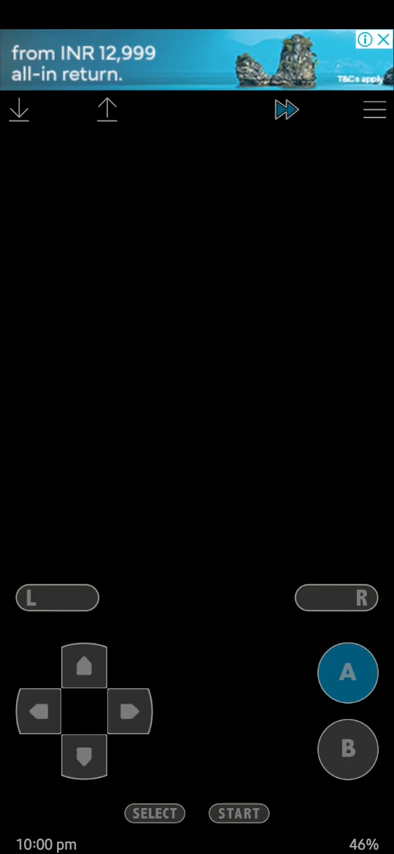 from INR 12,999
all-in return.
T&Cs apply
L
R
A
B
SELECT
START
10:00 pm
46%